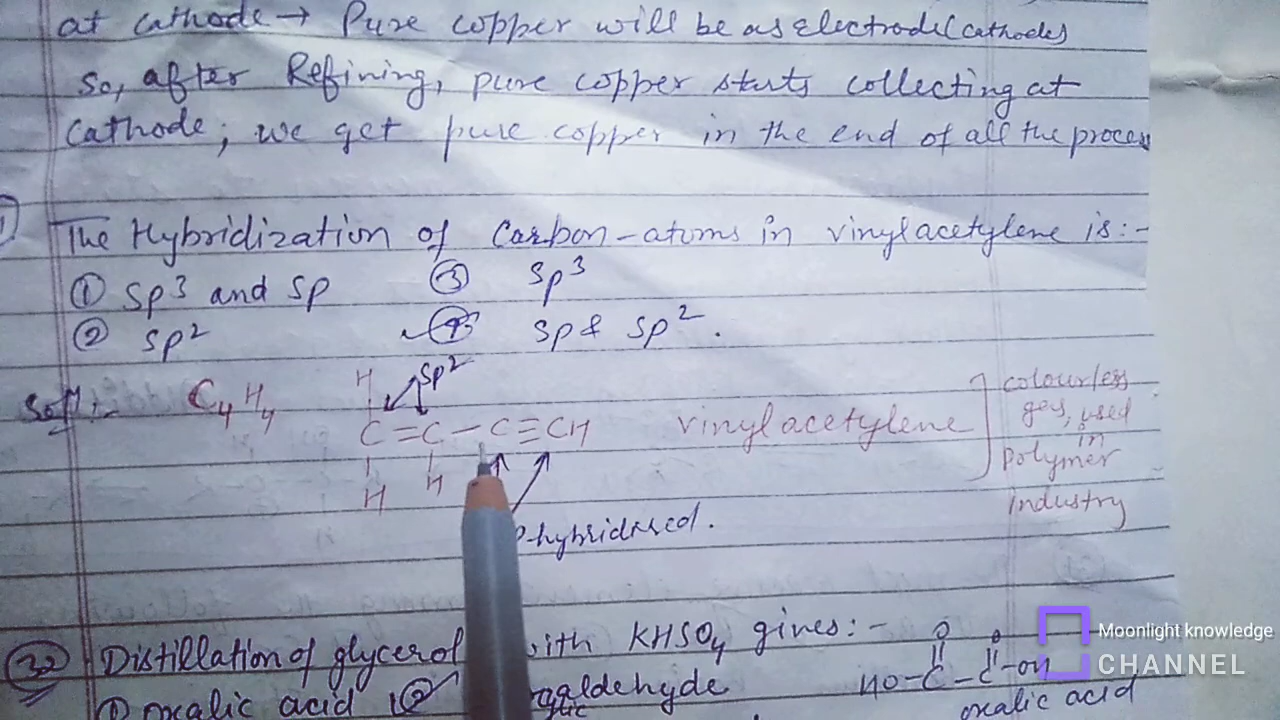 at cathode → Pure copper will be as electrode (cathode)
So, after Refining, pure copper starts collecting at
cathode; we get pure copper in the end of all the process
The Hybridization of Carbon-atoms in vinylacetylene is:-
① sp³ and sp ③ sp³
② sp² ④ sp & sp².
Sol:- C₄H₄ H sp²
C=C-C≡CH vinylacetylene
H H
colourless
gas, used
in
polymer
industry
hybridised.
32 Distillation of glycerol with KHSO₄ gives:-
① oxalic acid ② aldehyde
O O
HO-C-C-OH
oxalic acid
Moonlight knowledge
CHANNEL